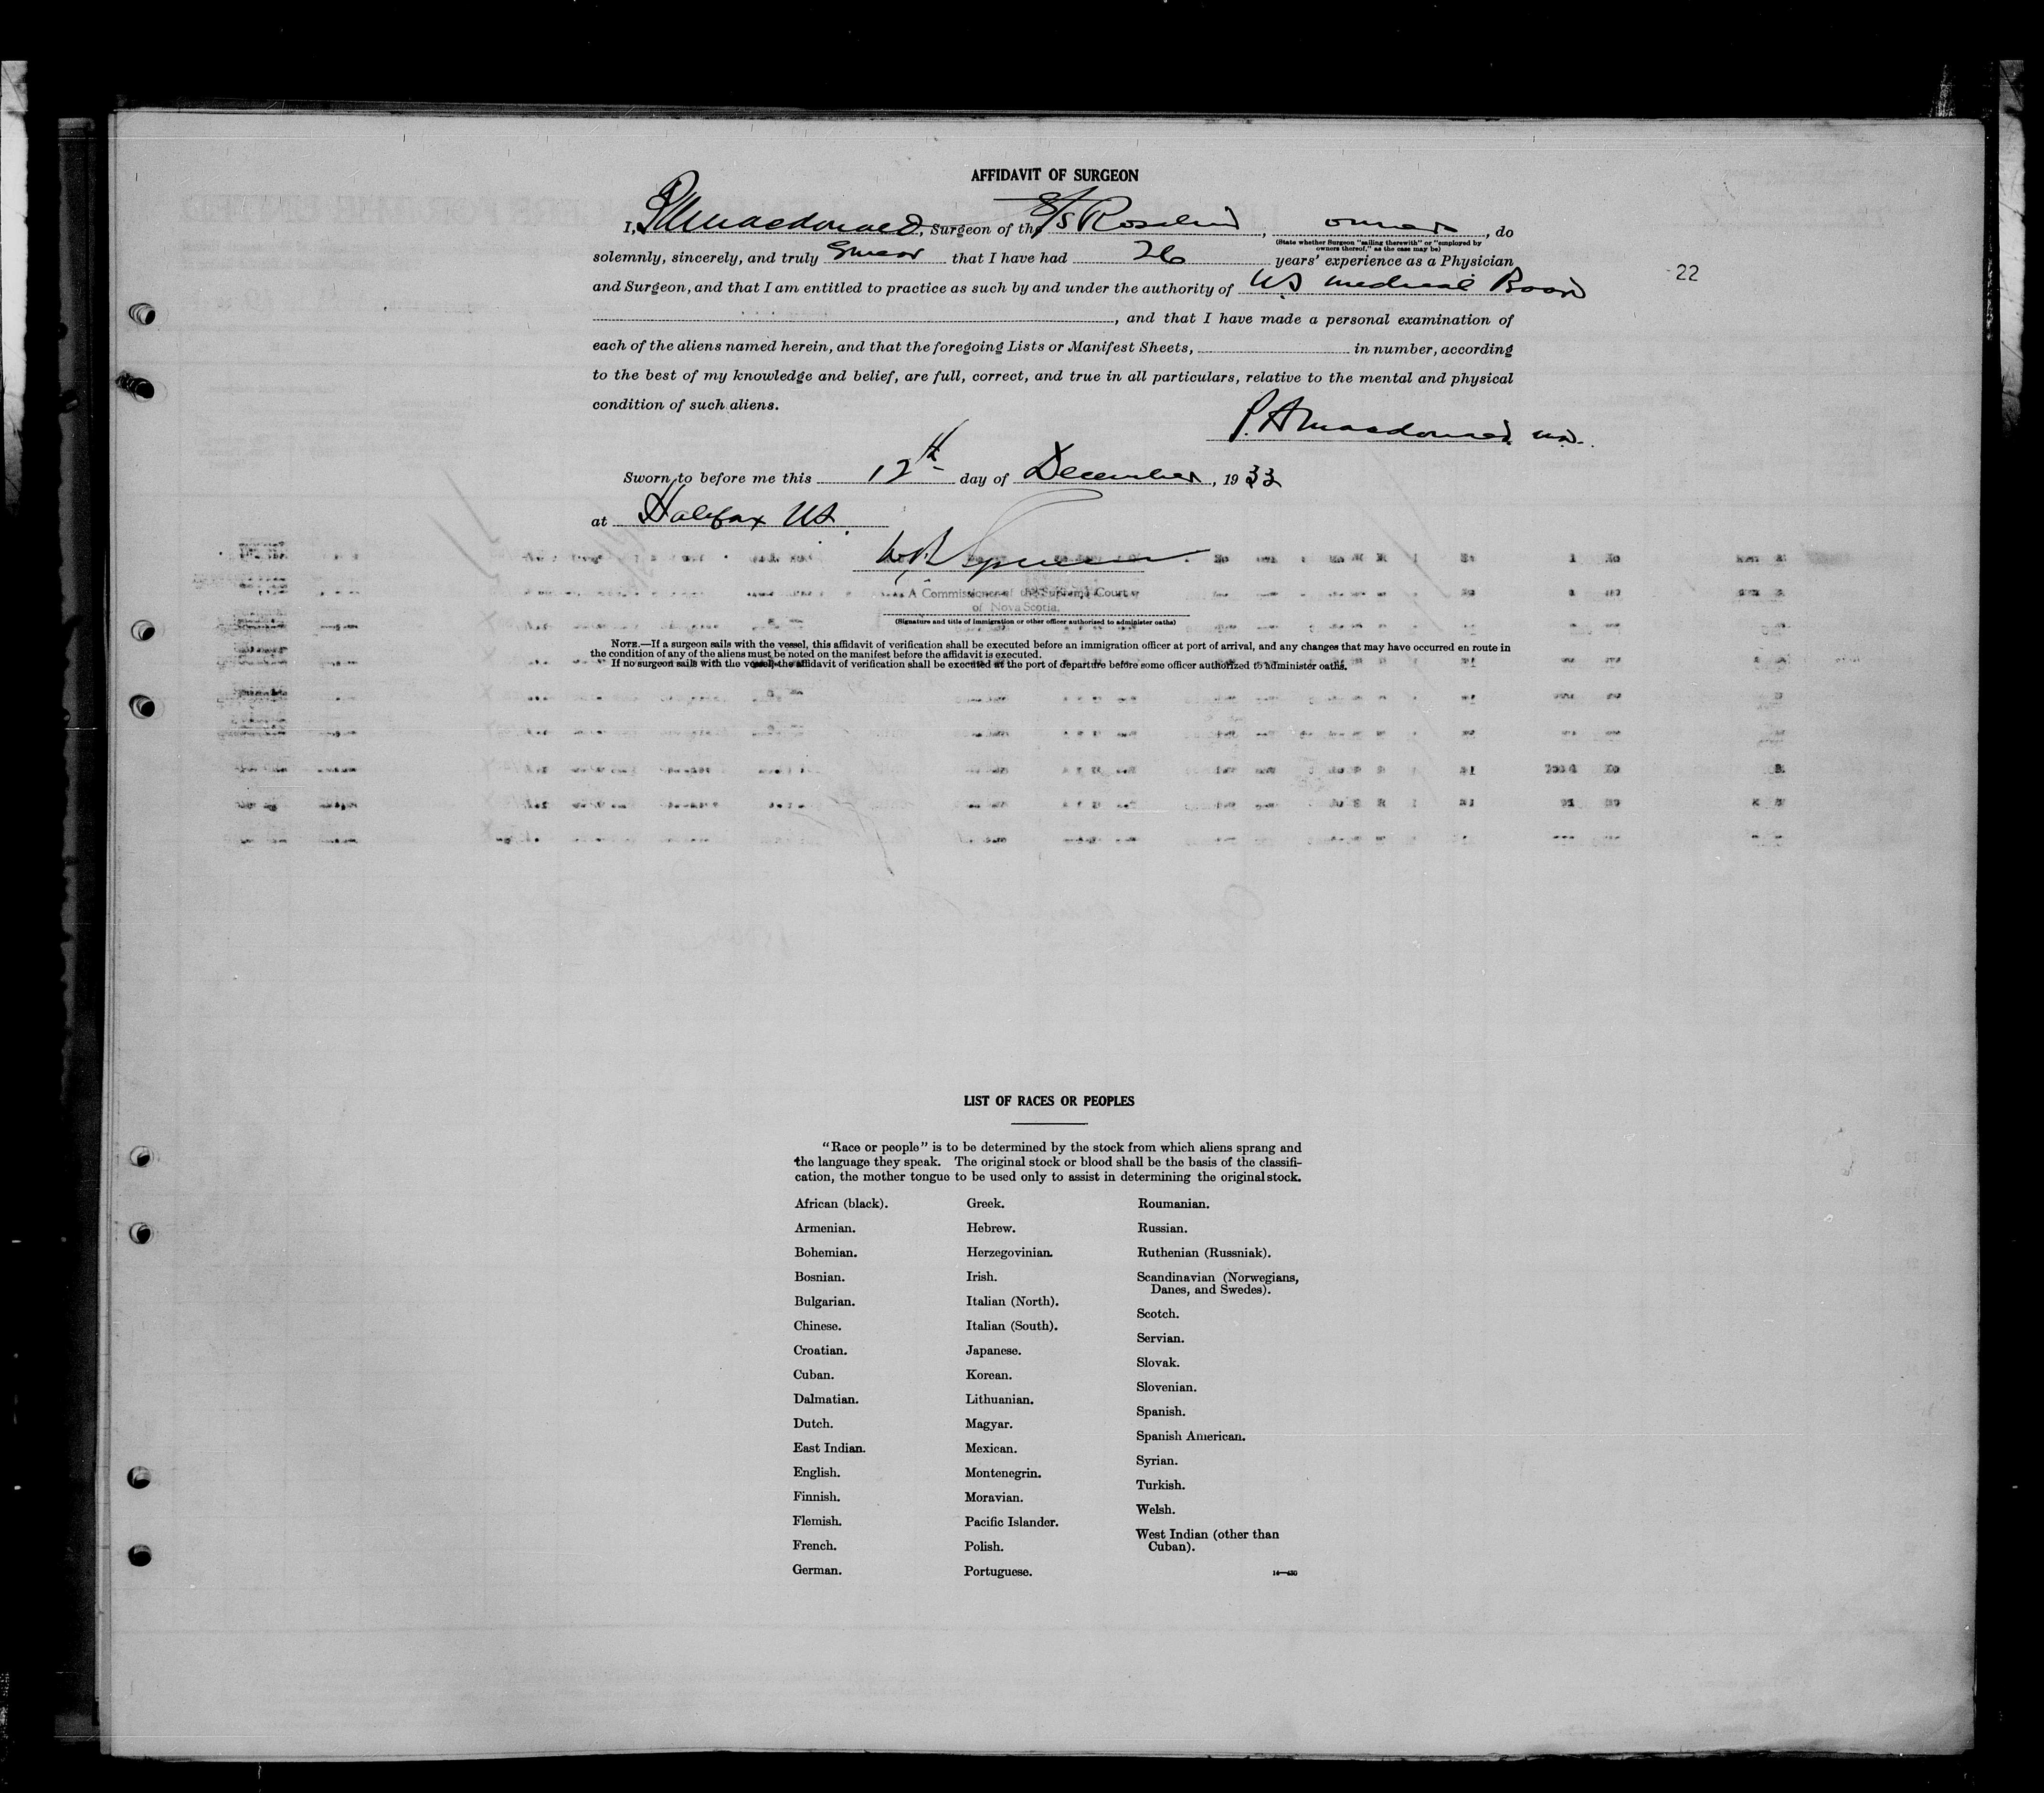 AFFIDAVIT OF SURGEON
I, P.A. Macdonald, Surgeon of the S/S Rosalind, owners, do
(State whether Surgeon "sailing therewith" or "employed by
owners thereof," as the case may be)
solemnly, sincerely, and truly swear that I have had 26 years' experience as a Physician
22
and Surgeon, and that I am entitled to practice as such by and under the authority of NS Medical Board
, and that I have made a personal examination of
each of the aliens named herein, and that the foregoing Lists or Manifest Sheets, in number, according
to the best of my knowledge and belief, are full, correct, and true in all particulars, relative to the mental and physical
condition of such aliens.
P. A Macdonald, M.D.
Sworn to before me this 12th day of December, 1933
at Halifax NS.
A Commissioner of the Supreme Court
of Nova Scotia.
(Signature and title of immigration or other officer authorized to administer oaths)
NOTE.—If a surgeon sails with the vessel, this affidavit of verification shall be executed before an immigration officer at port of arrival, and any changes that may have occurred en route in
the condition of any of the aliens must be noted on the manifest before the affidavit is executed.
If no surgeon sails with the vessel, the affidavit of verification shall be executed at the port of departure before some officer authorized to administer oaths.
LIST OF RACES OR PEOPLES
"Race or people" is to be determined by the stock from which aliens sprang and
the language they speak. The original stock or blood shall be the basis of the classifi-
cation, the mother tongue to be used only to assist in determining the original stock.
African (black).
Armenian.
Bohemian.
Bosnian.
Bulgarian.
Chinese.
Croatian.
Cuban.
Dalmatian.
Dutch.
East Indian.
English.
Finnish.
Flemish.
French.
German.
Greek.
Hebrew.
Herzegovinian.
Irish.
Italian (North).
Italian (South).
Japanese.
Korean.
Lithuanian.
Magyar.
Mexican.
Montenegrin.
Moravian.
Pacific Islander.
Polish.
Portuguese.
Roumanian.
Russian.
Ruthenian (Russniak).
Scandinavian (Norwegians,
Danes, and Swedes).
Scotch.
Servian.
Slovak.
Slovenian.
Spanish.
Spanish American.
Syrian.
Turkish.
Welsh.
West Indian (other than
Cuban).
14—430